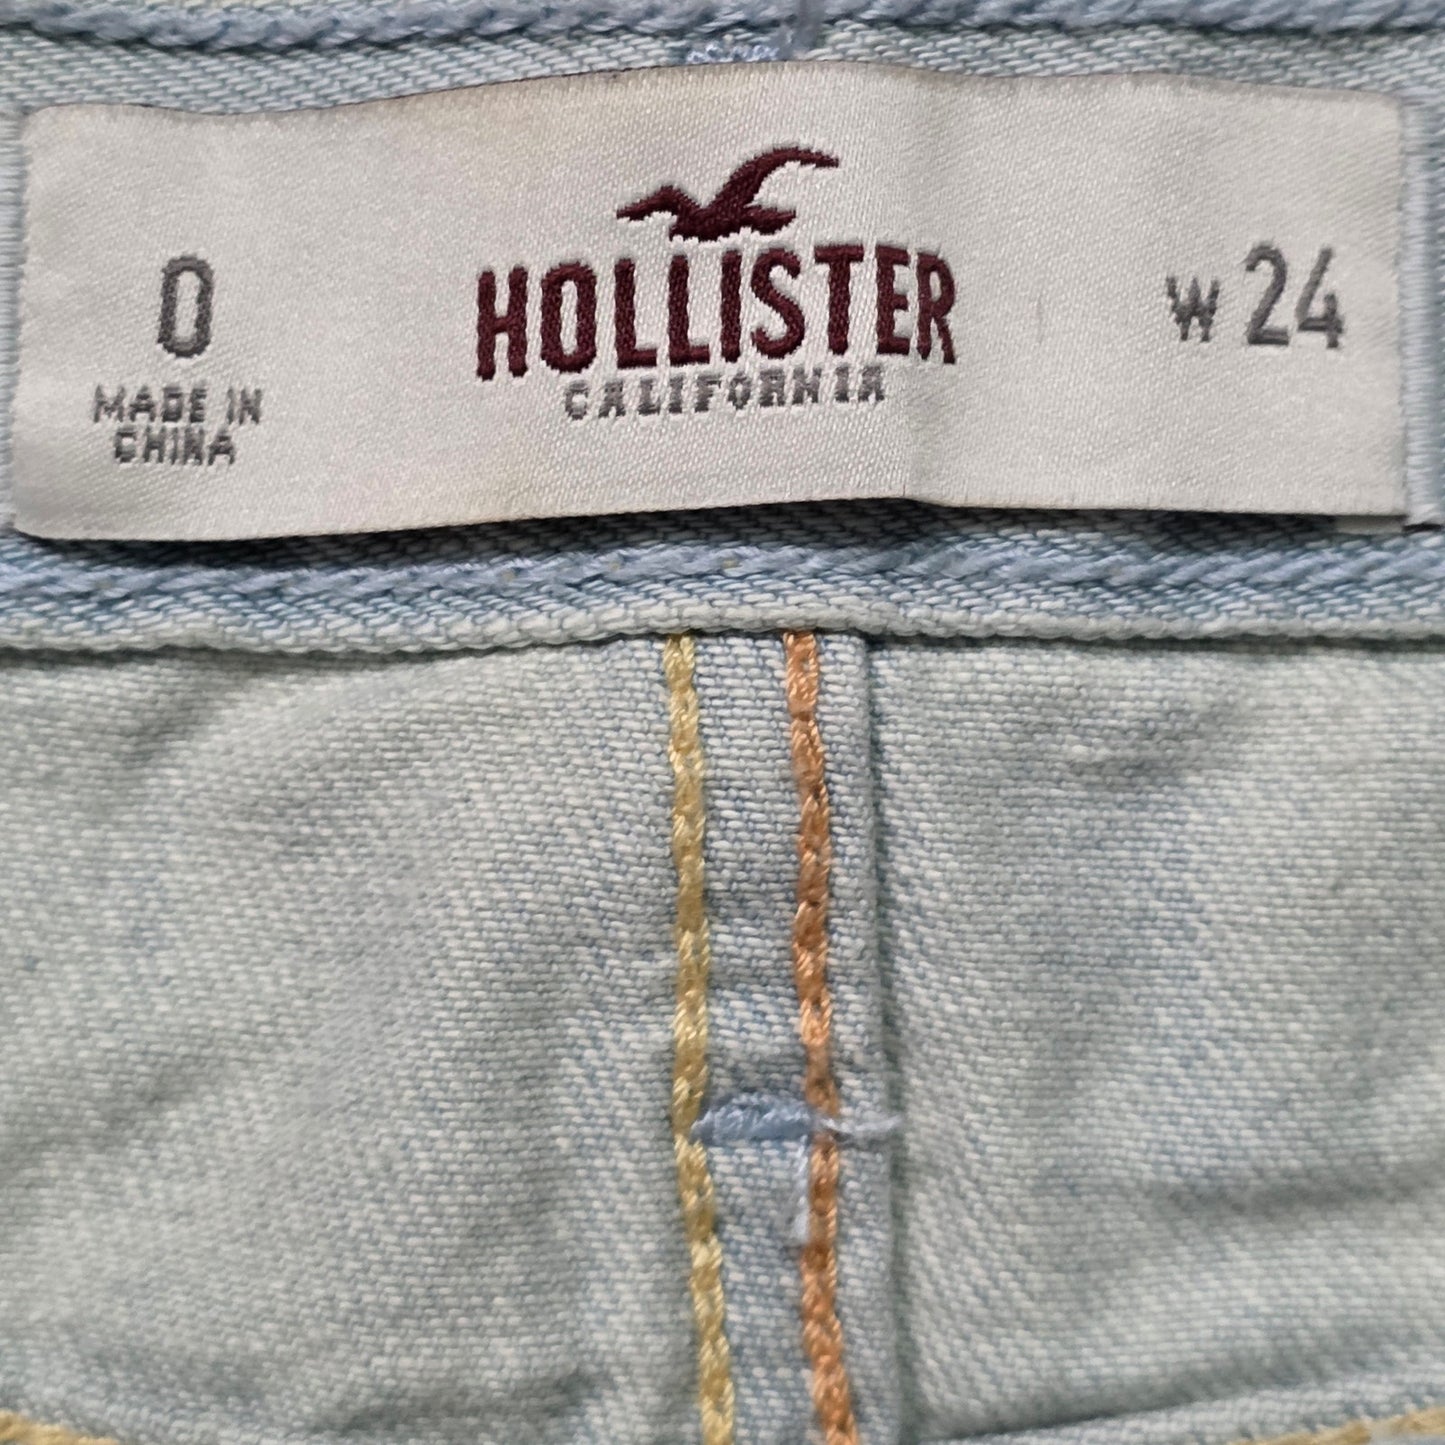 0
MADE IN
CHINA
HOLLISTER
CALIFORNIA
W 24